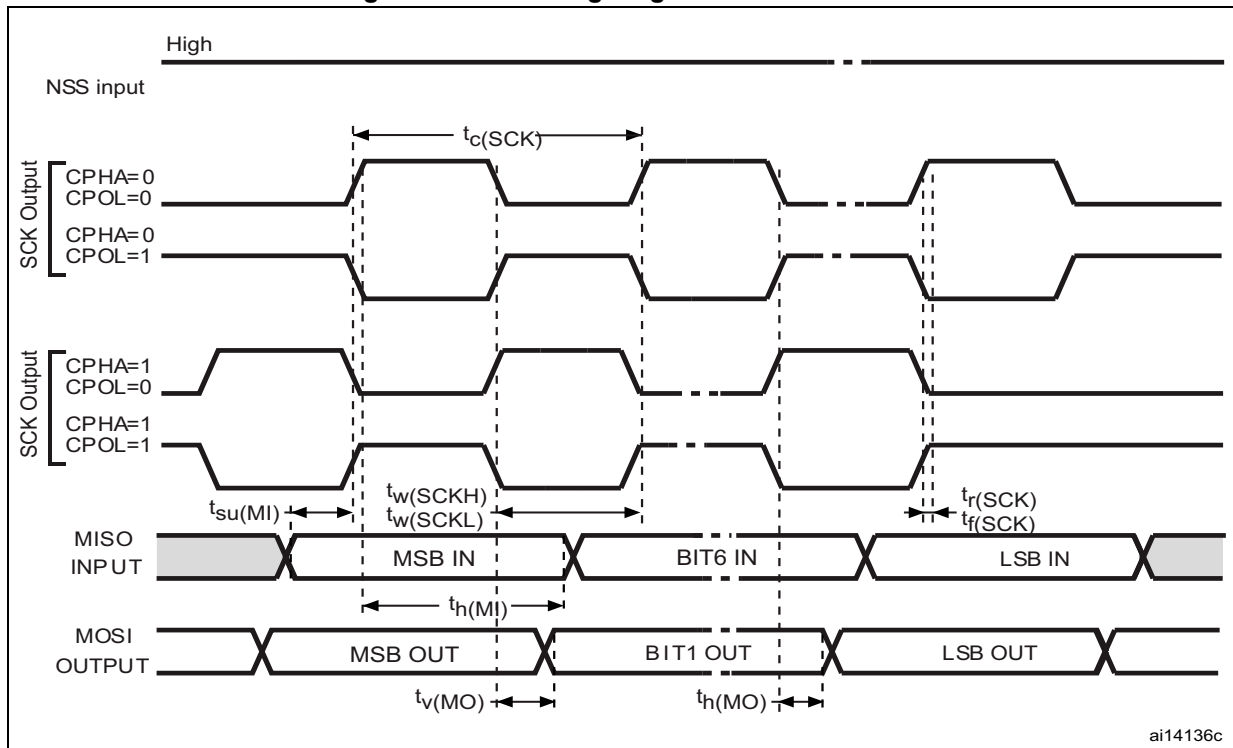 High
NSS input
tc(SCK)
SCK Output
CPHA=0
CPOL=0
CPHA=0
CPOL=1
SCK Output
CPHA=1
CPOL=0
CPHA=1
CPOL=1
tsu(MI)
tw(SCKH)
tw(SCKL)
tr(SCK)
tf(SCK)
MISO
INPUT
MSB IN
BIT6 IN
LSB IN
th(MI)
MOSI
OUTPUT
MSB OUT
BIT1 OUT
LSB OUT
tv(MO)
th(MO)
ai14136c